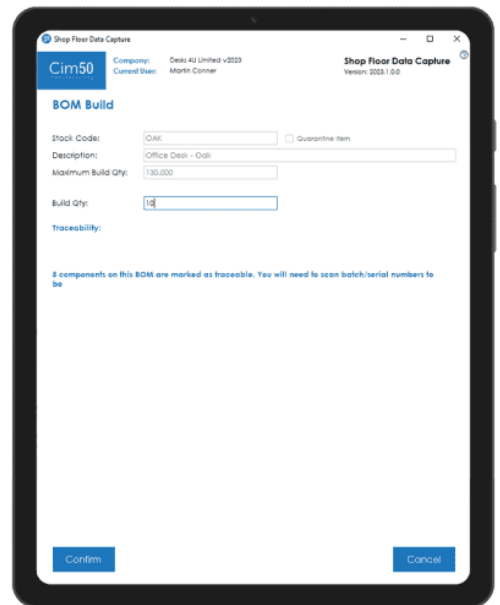 Shop Floor Data Capture
Cim50
Company: Desks 4U Limited v2023
Current User: Martin Conner
Shop Floor Data Capture
Version: 2023.1.0.0
BOM Build
Stock Code: OAK
Quarantine Item
Description: Office Desk - Oak
Maximum Build Qty: 130.000
Build Qty: 10
Traceability:
5 components on this BOM are marked as traceable. You will need to scan batch/serial numbers to
be
Confirm
Cancel